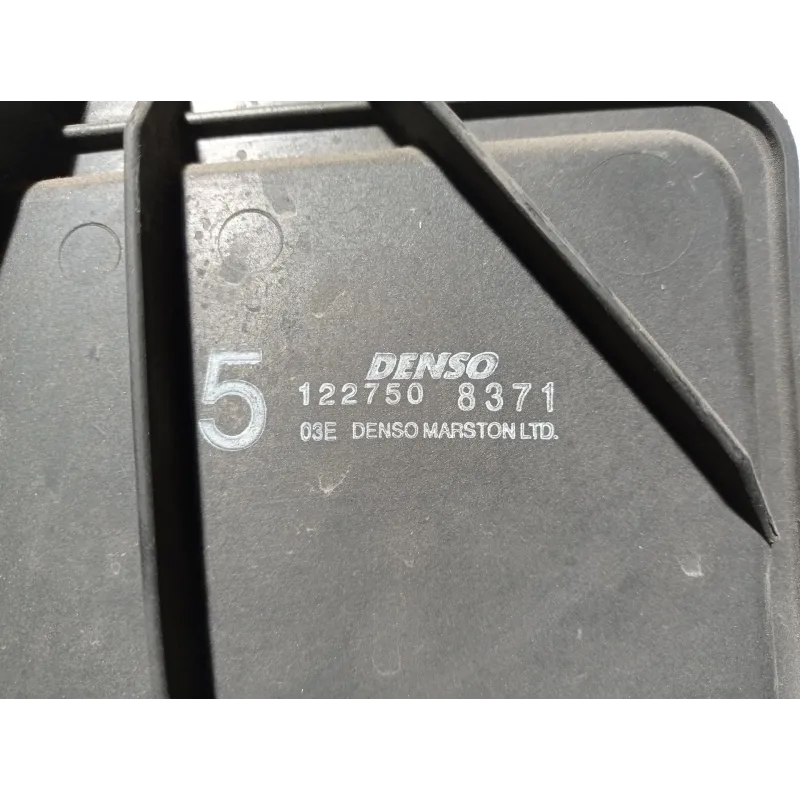 5
DENSO
122750 8371
03E DENSO MARSTON LTD.